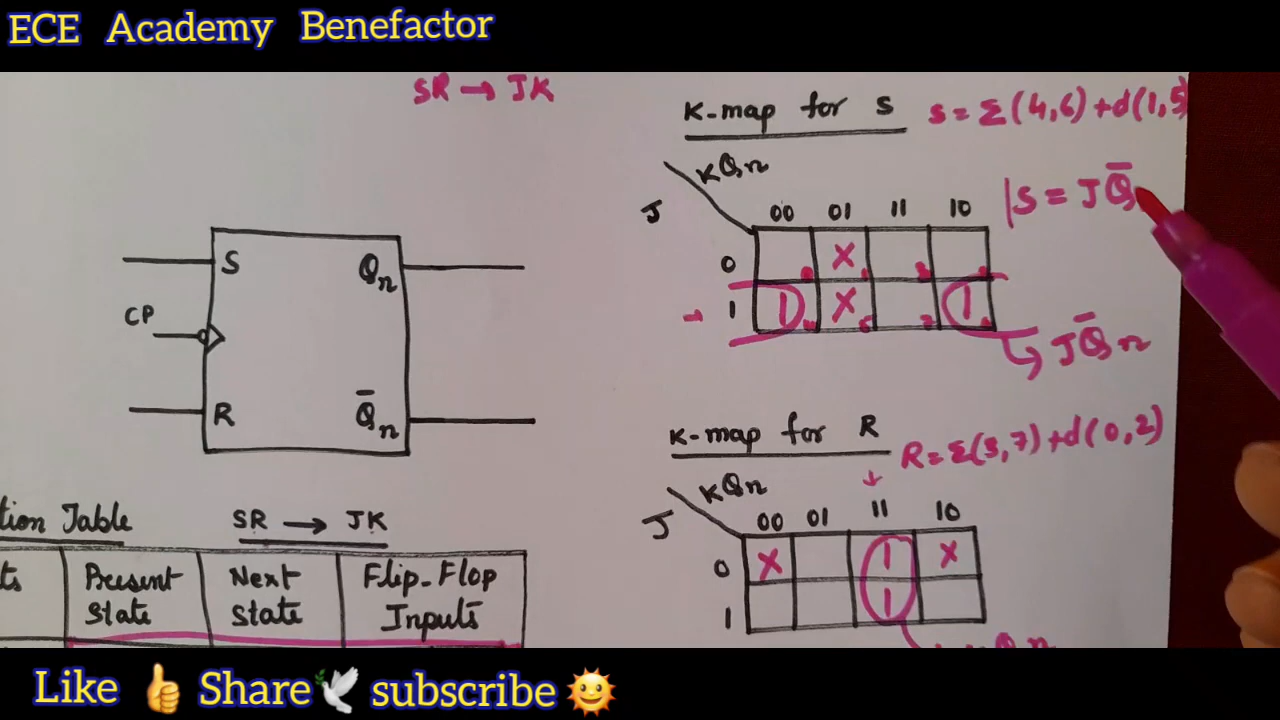 ECE Academy Benefactor
SR → JK
K-map for S
S = Σ(4,6)+d(1,5)
KQn
J
00 01 11 10
S = JQ̅
0 X
1 1 X 1
JQ̅n
S Qn
CP
R Q̅n
K-map for R
R = Σ(3,7)+d(0,2)
KQn
J
00 01 11 10
0 X 1 X
1 1
tion Table
SR → JK
ts
Present State
Next State
Flip-Flop Inputs
Like 👍 Share 🕊 subscribe 🌞